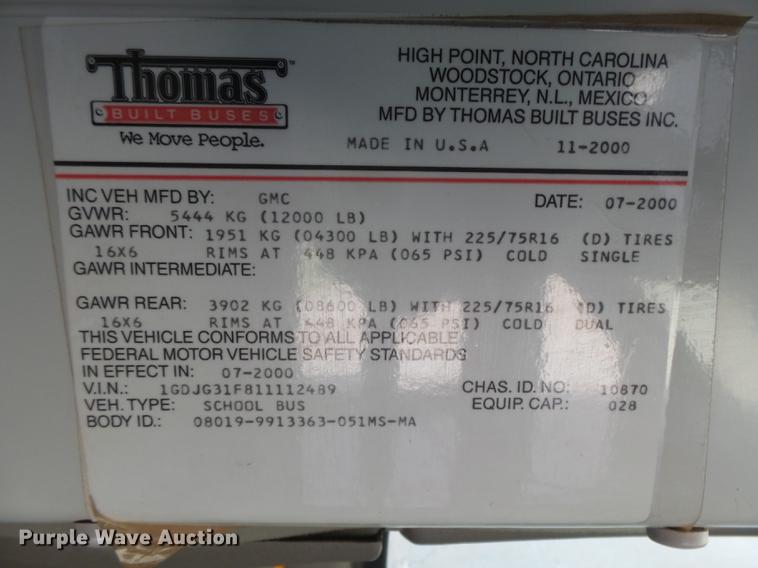 Thomas™
BUILT BUSES
We Move People.
HIGH POINT, NORTH CAROLINA
WOODSTOCK, ONTARIO
MONTERREY, N.L., MEXICO
MFD BY THOMAS BUILT BUSES INC.
MADE IN U.S.A 11-2000
INC VEH MFD BY: GMC DATE: 07-2000
GVWR: 5444 KG (12000 LB)
GAWR FRONT: 1951 KG (04300 LB) WITH 225/75R16 (D) TIRES
16X6 RIMS AT 448 KPA (065 PSI) COLD SINGLE
GAWR INTERMEDIATE:
GAWR REAR: 3902 KG (08600 LB) WITH 225/75R16 (D) TIRES
16X6 RIMS AT 448 KPA (065 PSI) COLD DUAL
THIS VEHICLE CONFORMS TO ALL APPLICABLE
FEDERAL MOTOR VEHICLE SAFETY STANDARDS
IN EFFECT IN: 07-2000
V.I.N.: 1GDJG31F811112489 CHAS. ID. NO: 10870
VEH. TYPE: SCHOOL BUS EQUIP. CAP.: 028
BODY ID.: 08019-9913363-051MS-MA
Purple Wave Auction